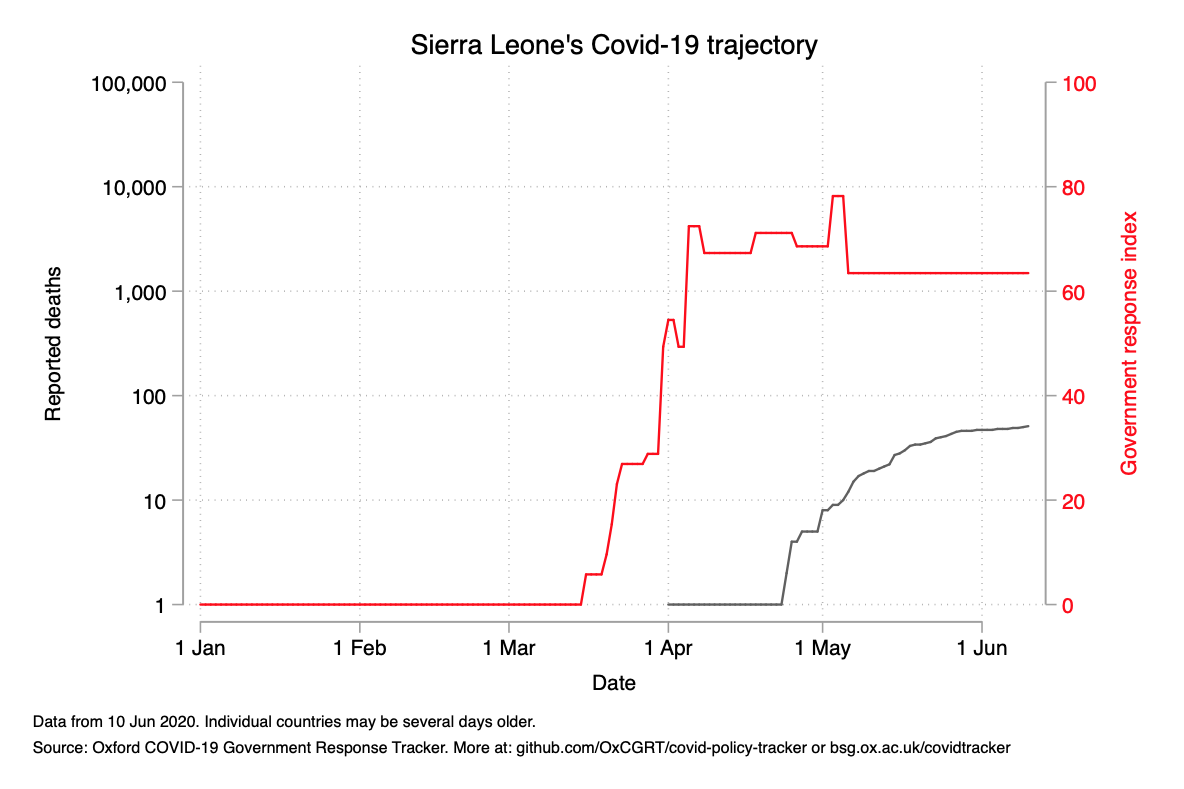 Sierra Leone's Covid-19 trajectory
100,000
10,000
1,000
100
10
1
Reported deaths
100
80
60
40
20
0
Government response index
1 Jan 1 Feb 1 Mar 1 Apr 1 May 1 Jun
Date
Data from 10 Jun 2020. Individual countries may be several days older.
Source: Oxford COVID-19 Government Response Tracker. More at: github.com/OxCGRT/covid-policy-tracker or bsg.ox.ac.uk/covidtracker